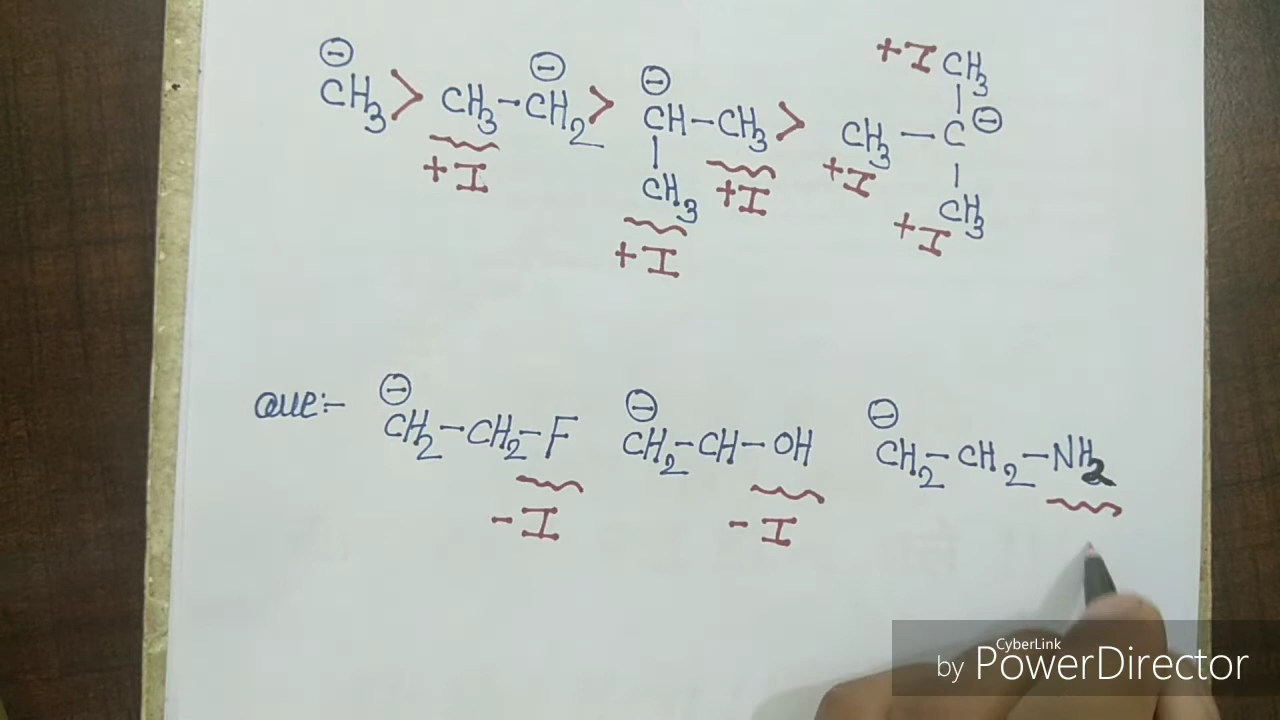 ⊖ ⊖ ⊖ +I CH3
CH3 > CH3-CH2 > CH-CH3 > CH3-C ⊖
+I CH3 +I +I CH3
+I +I
Que:- ⊖ ⊖ ⊖
CH2-CH2-F CH2-CH-OH CH2-CH2-NH2
-I -I
CyberLink
by PowerDirector